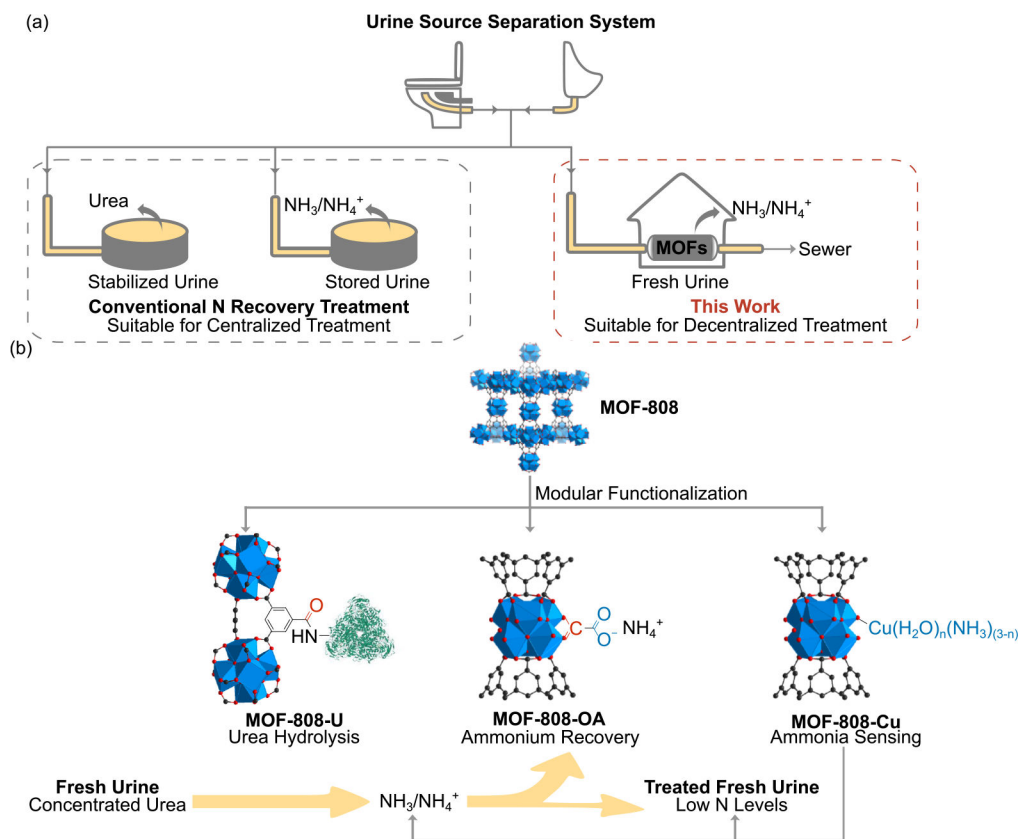 (a)
Urine Source Separation System
Urea
NH₃/NH₄⁺
NH₃/NH₄⁺
MOFs
Sewer
Stabilized Urine
Stored Urine
Fresh Urine
Conventional N Recovery Treatment
This Work
Suitable for Centralized Treatment
Suitable for Decentralized Treatment
(b)
MOF-808
Modular Functionalization
O
HN
C
O
O⁻
NH₄⁺
Cu(H₂O)ₙ(NH₃)₍₃₋ₙ₎
MOF-808-U
Urea Hydrolysis
MOF-808-OA
Ammonium Recovery
MOF-808-Cu
Ammonia Sensing
Fresh Urine
Concentrated Urea
NH₃/NH₄⁺
Treated Fresh Urine
Low N Levels